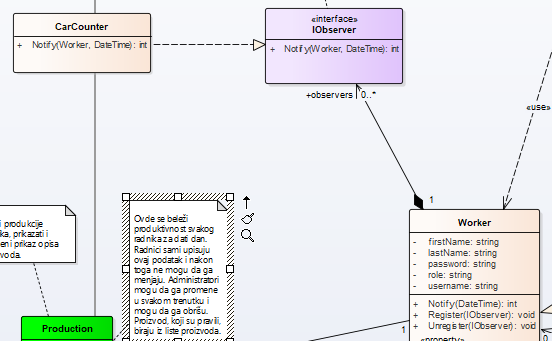 CarCounter
+ Notify(Worker, DateTime): int
«interface»
IObserver
+ Notify(Worker, DateTime): int
+observers 0..*
«use»
1
Worker
- firstName: string
- lastName: string
- password: string
- role: string
- username: string
+ Notify(DateTime): int
+ Register(IObserver): void
+ Unregister(IObserver): void
«property»
1
0
i produkcije
ka, prikazati i
eni prikaz opisa
voda.
Ovde se beleži
produktivnost svakog
radnika za dati dan.
Radnici sami upisuju
ovaj podatak i nakon
toga ne mogu da ga
menjaju. Administratori
mogu da ga promene
u svakom trenutku i
mogu da ga obrišu.
Proizvod, koji su pravili,
biraju iz liste proizvoda.
Production